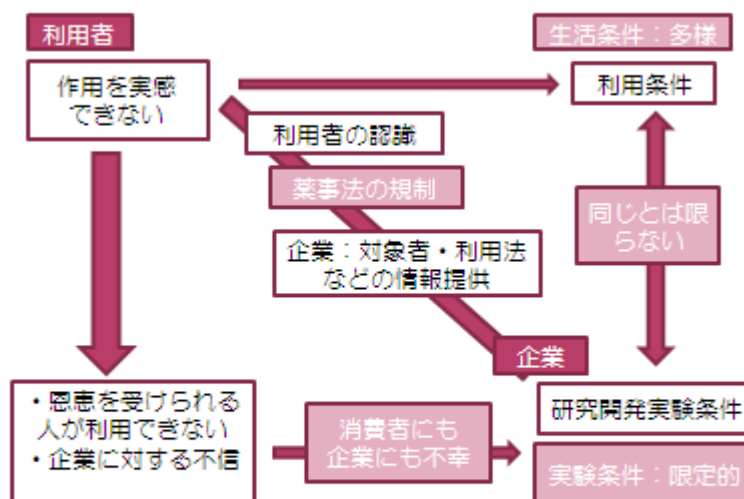 利用者
生活条件：多様
作用を実感
できない
利用条件
利用者の認識
薬事法の規制
同じとは限
らない
企業：対象者・利用法
などの情報提供
企業
・恩恵を受けられる
人が利用できない
・企業に対する不信
消費者にも
企業にも不幸
研究開発実験条件
実験条件：限定的